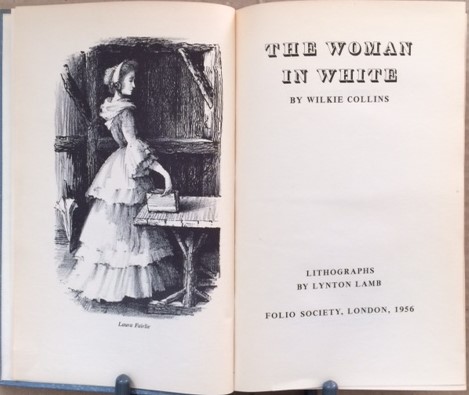 Laura Fairlie
THE WOMAN
IN WHITE
BY WILKIE COLLINS
LITHOGRAPHS
BY LYNTON LAMB
FOLIO SOCIETY, LONDON, 1956